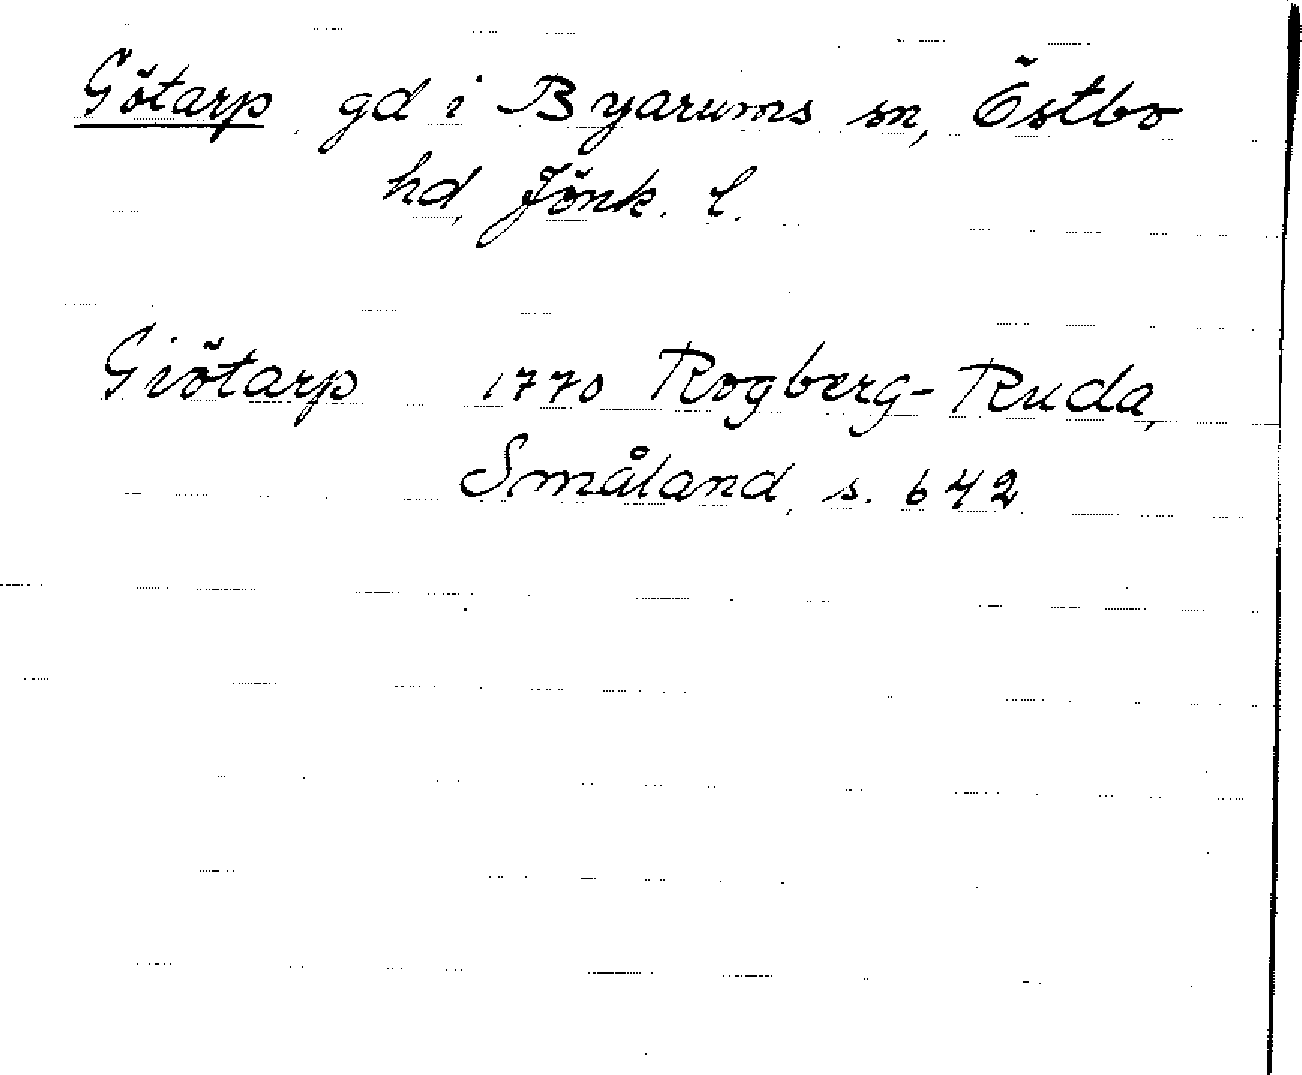 Götarp, gd i Byarums sn, Östbo
hd, Jönk. l.
Giötarp 1770 Rogberg-Ruda,
Småland, s. 642